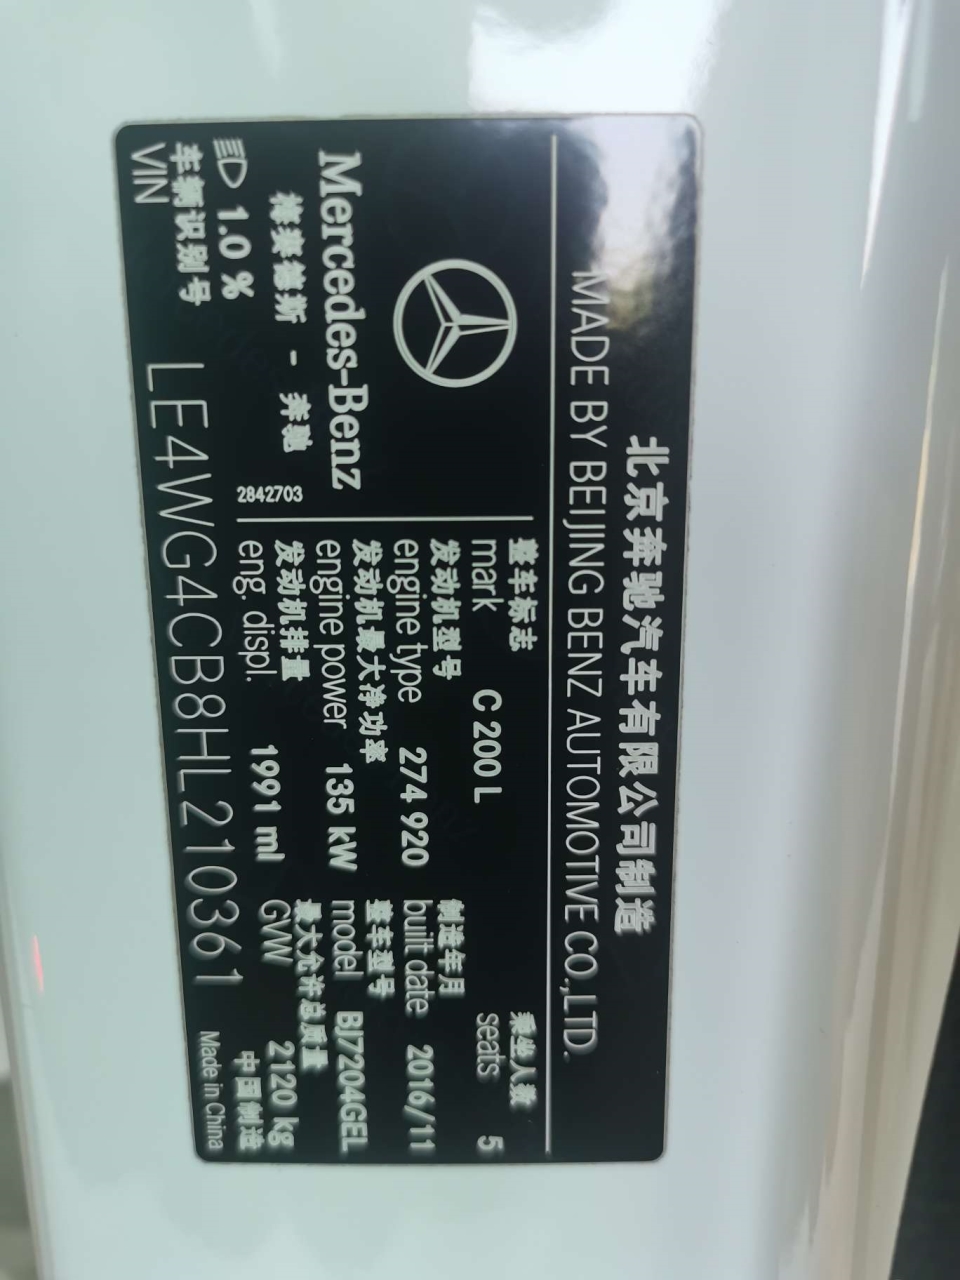 北京奔驰汽车有限公司制造
MADE BY BEIJING BENZ AUTOMOTIVE CO.,LTD.
Mercedes-Benz
梅赛德斯 - 奔驰
1.0 %
2842703
整车标志
mark C 200 L
乘坐人数
seats 5
发动机型号
engine type 274 920
制造年月
built date 2016/11
发动机最大净功率
engine power 135 kW
整车型号
model BJ7204GEL
发动机排量
eng. displ. 1991 ml
最大允许总质量
GVW 2120 kg
车辆识别号
VIN LE4WG4CB8HL210361
中国制造
Made in China